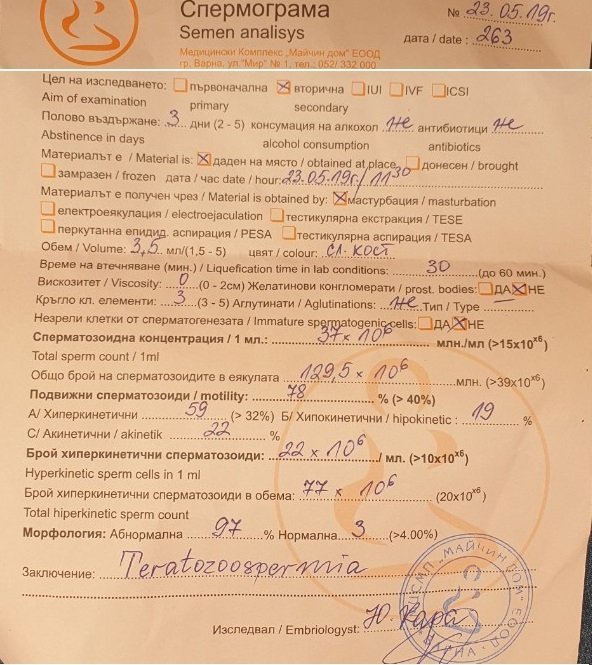 Спермограма
Semen analisys
Медицински Комплекс „Майчин дом" ЕООД
гр. Варна, ул."Мир" № 1, тел.: 052/ 332 000
№ 23.05.19г.
дата / date : 263
Цел на изследването: първоначална ☒ вторична IUI IVF ICSI
Aim of examination primary secondary
Полово въздържане: 3 дни (2 - 5) консумация на алкохол не антибиотици не
Abstinence in days alcohol consumption antibiotics
Материалът е / Material is: ☒ даден на място / obtained at place донесен / brought
замразен / frozen дата / час date / hour: 23.05.19г./ 11³⁰
Материалът е получен чрез / Material is obtained by: ☒ мастурбация / masturbation
електроеякулация / electroejaculation тестикулярна екстракция / TESE
перкутанна епидид. аспирация / PESA тестикулярна аспирация / TESA
Обем / Volume: 3,5 мл/(1,5 - 5) цвят / colour: сл. кост
Време на втечняване (мин.) / Liquefication time in lab conditions: 30 (до 60 мин.)
Вискозитет / Viscosity: 0 (0 - 2см) Желатинови конгломерати / prost. bodies: ДА ☒ НЕ
Кръгло кл. елементи: 3 (3 - 5) Аглутинати / Aglutinations: не Тип / Type
Незрели клетки от сперматогенезата / Immature spermatogenic cells: ДА ☒ НЕ
Сперматозоидна концентрация / 1 мл.: 37 x 10⁶ млн./мл (>15x10ˣ⁶)
Total sperm count / 1ml
Общо брой на сперматозоидите в еякулата 129,5 x 10⁶ млн. (>39x10ˣ⁶)
Подвижни сперматозоиди / motility: 78 % (> 40%)
А/ Хиперкинетични 59 (> 32%) Б/ Хипокинетични / hipokinetic : 19 %
С/ Акинетични / akinetik 22 %
Брой хиперкинетични сперматозоиди: 22 x 10⁶ / мл. (>10x10ˣ⁶)
Hyperkinetic sperm cells in 1 ml
Брой хиперкинетични сперматозоиди в обема: 77 x 10⁶ (20x10ˣ⁶)
Total hiperkinetic sperm count
Морфология: Абнормална 97 % Нормална 3 (>4.00%)
Заключение: Teratozoospermia
Изследвал / Embriologyst: Ю. Кара
„МАЙЧИН ДОМ" ЕООД
ВАРНА